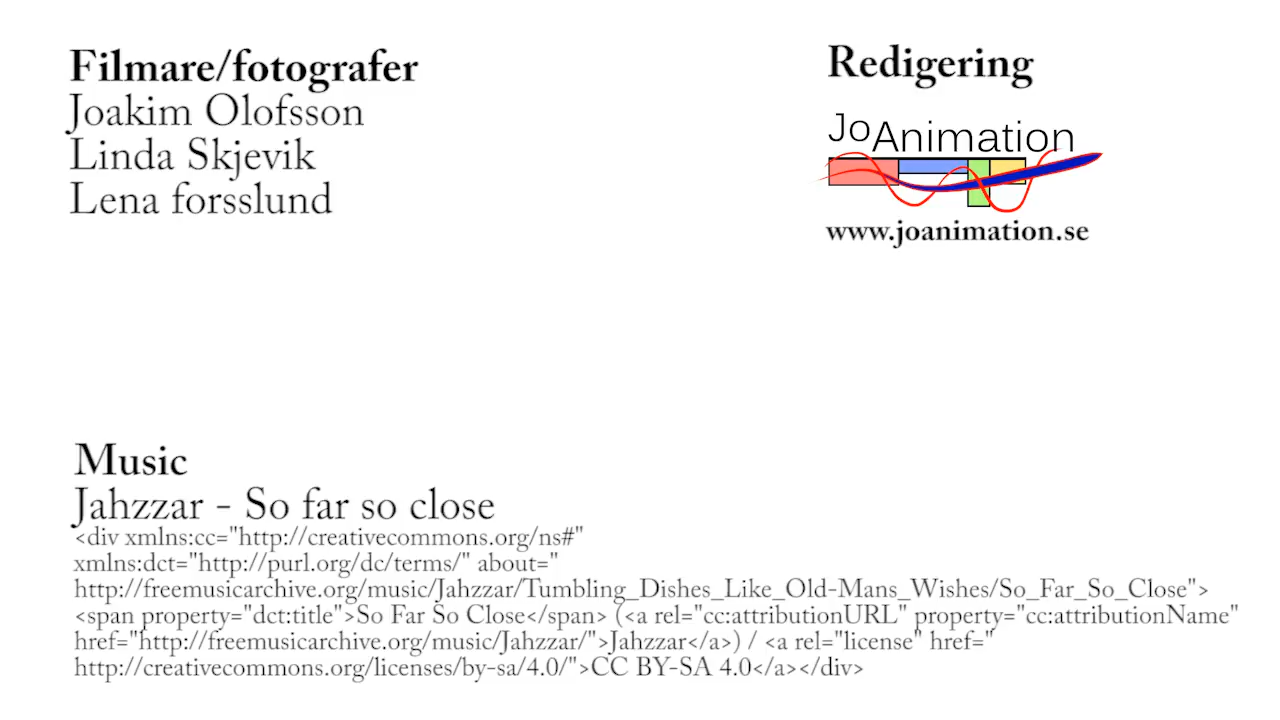 Filmare/fotografer
Joakim Olofsson
Linda Skjevik
Lena forsslund
Redigering
JoAnimation
www.joanimation.se
Music
Jahzzar - So far so close
<div xmlns:cc="http://creativecommons.org/ns#"
xmlns:dct="http://purl.org/dc/terms/" about="
http://freemusicarchive.org/music/Jahzzar/Tumbling_Dishes_Like_Old-Mans_Wishes/So_Far_So_Close">
<span property="dct:title">So Far So Close</span> (<a rel="cc:attributionURL" property="cc:attributionName"
href="http://freemusicarchive.org/music/Jahzzar/">Jahzzar</a>) / <a rel="license" href="
http://creativecommons.org/licenses/by-sa/4.0/">CC BY-SA 4.0</a></div>